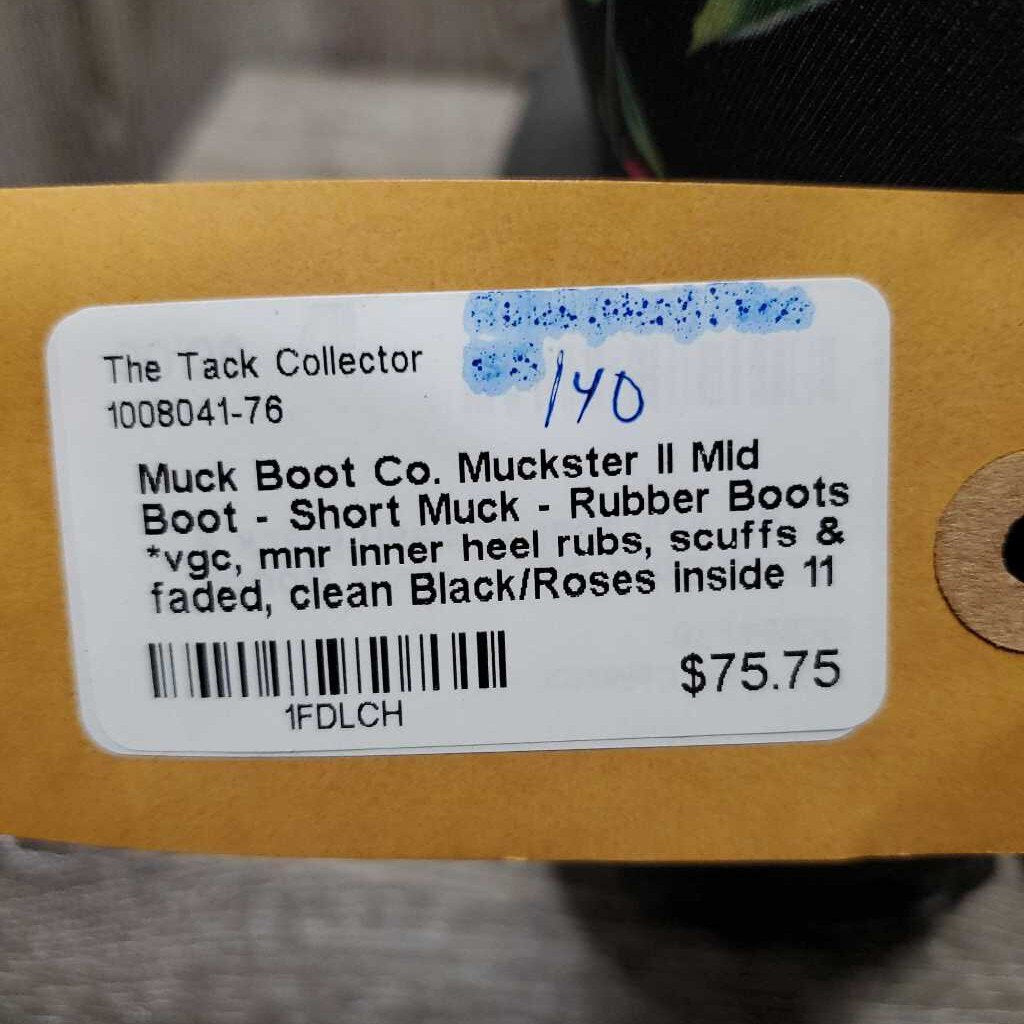 The Tack Collector
1008041-76
140
Muck Boot Co. Muckster II Mid
Boot - Short Muck - Rubber Boots
*vgc, mnr inner heel rubs, scuffs &
faded, clean Black/Roses inside 11
1FDLCH
$75.75